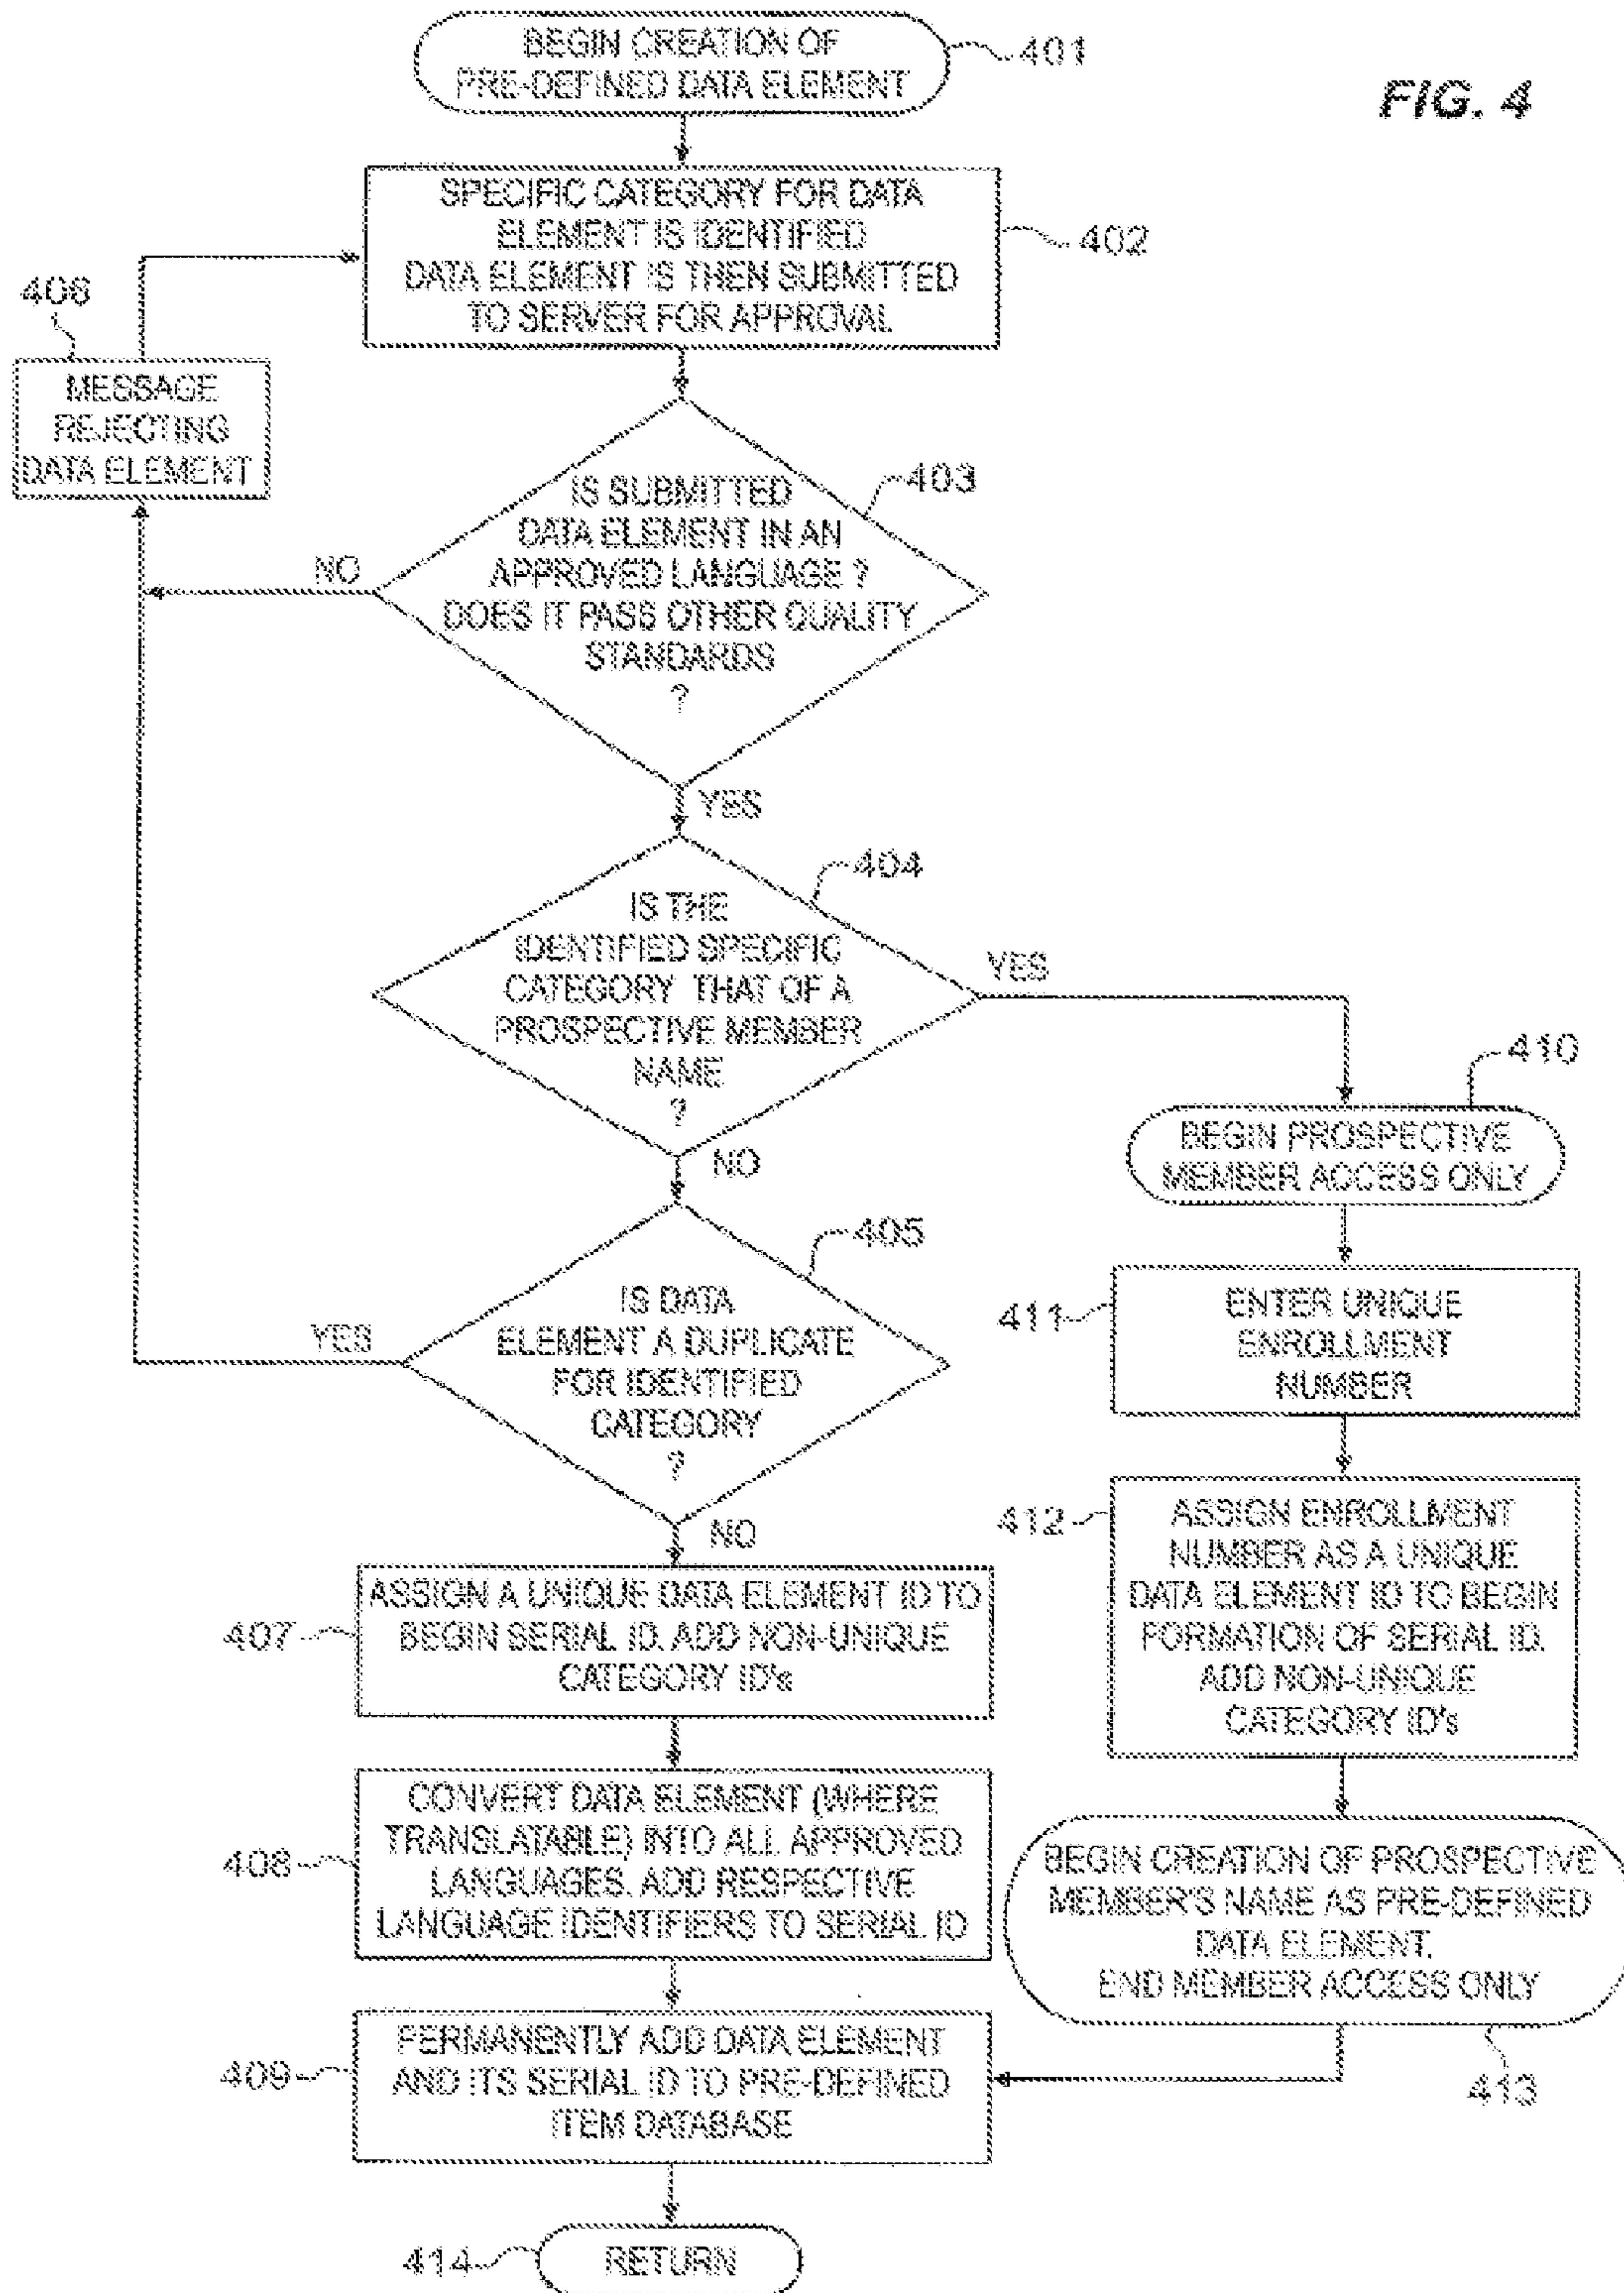 BEGIN CREATION OF
PRE-DEFINED DATA ELEMENT
401
FIG. 4
SPECIFIC CATEGORY FOR DATA
ELEMENT IS IDENTIFIED
DATA ELEMENT IS THEN SUBMITTED
TO SERVER FOR APPROVAL
402
406
MESSAGE
REJECTING
DATA ELEMENT
IS SUBMITTED
DATA ELEMENT IN AN
APPROVED LANGUAGE ?
DOES IT PASS OTHER QUALITY
STANDARDS
?
403
NO
YES
IS THE
IDENTIFIED SPECIFIC
CATEGORY THAT OF A
PROSPECTIVE MEMBER
NAME
?
404
YES
NO
410
BEGIN PROSPECTIVE
MEMBER ACCESS ONLY
IS DATA
ELEMENT A DUPLICATE
FOR IDENTIFIED
CATEGORY
?
405
YES
NO
411
ENTER UNIQUE
ENROLLMENT
NUMBER
412
ASSIGN ENROLLMENT
NUMBER AS A UNIQUE
DATA ELEMENT ID TO BEGIN
FORMATION OF SERIAL ID.
ADD NON-UNIQUE
CATEGORY ID's
407
ASSIGN A UNIQUE DATA ELEMENT ID TO
BEGIN SERIAL ID. ADD NON-UNIQUE
CATEGORY ID's
408
CONVERT DATA ELEMENT (WHERE
TRANSLATABLE) INTO ALL APPROVED
LANGUAGES. ADD RESPECTIVE
LANGUAGE IDENTIFIERS TO SERIAL ID
BEGIN CREATION OF PROSPECTIVE
MEMBER'S NAME AS PRE-DEFINED
DATA ELEMENT.
END MEMBER ACCESS ONLY
413
409
PERMANENTLY ADD DATA ELEMENT
AND ITS SERIAL ID TO PRE-DEFINED
ITEM DATABASE
414
RETURN